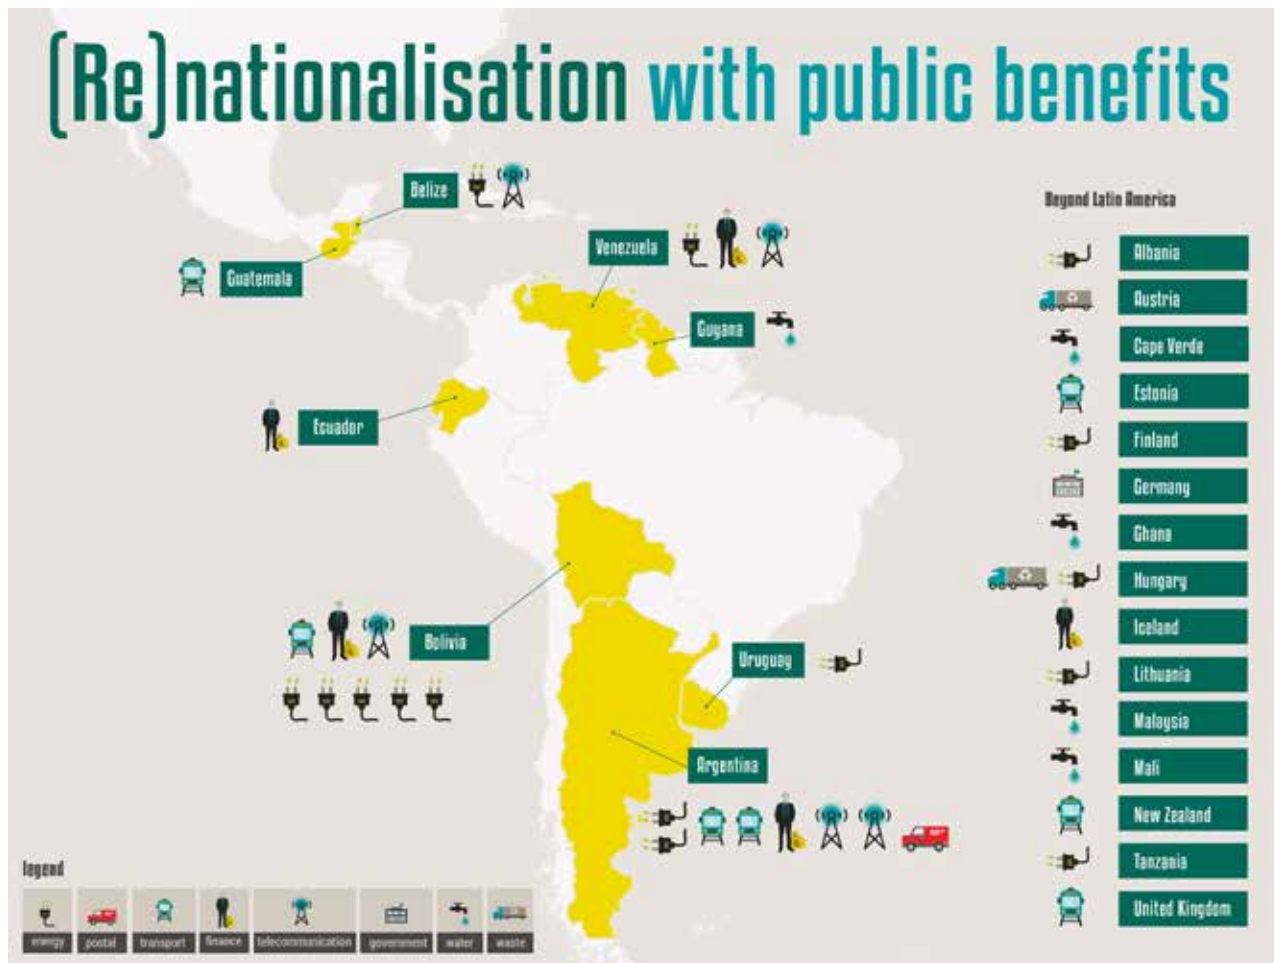 (Re)nationalisation with public benefits
Belize
Guatemala
Venezuela
Guyana
Ecuador
Bolivia
Uruguay
Argentina
Beyond Latin America
Albania
Austria
Cape Verde
Estonia
Finland
Germany
Ghana
Hungary
Iceland
Lithuania
Malaysia
Mali
New Zealand
Tanzania
United Kingdom
legend
energy postal transport finance telecommunication government water waste